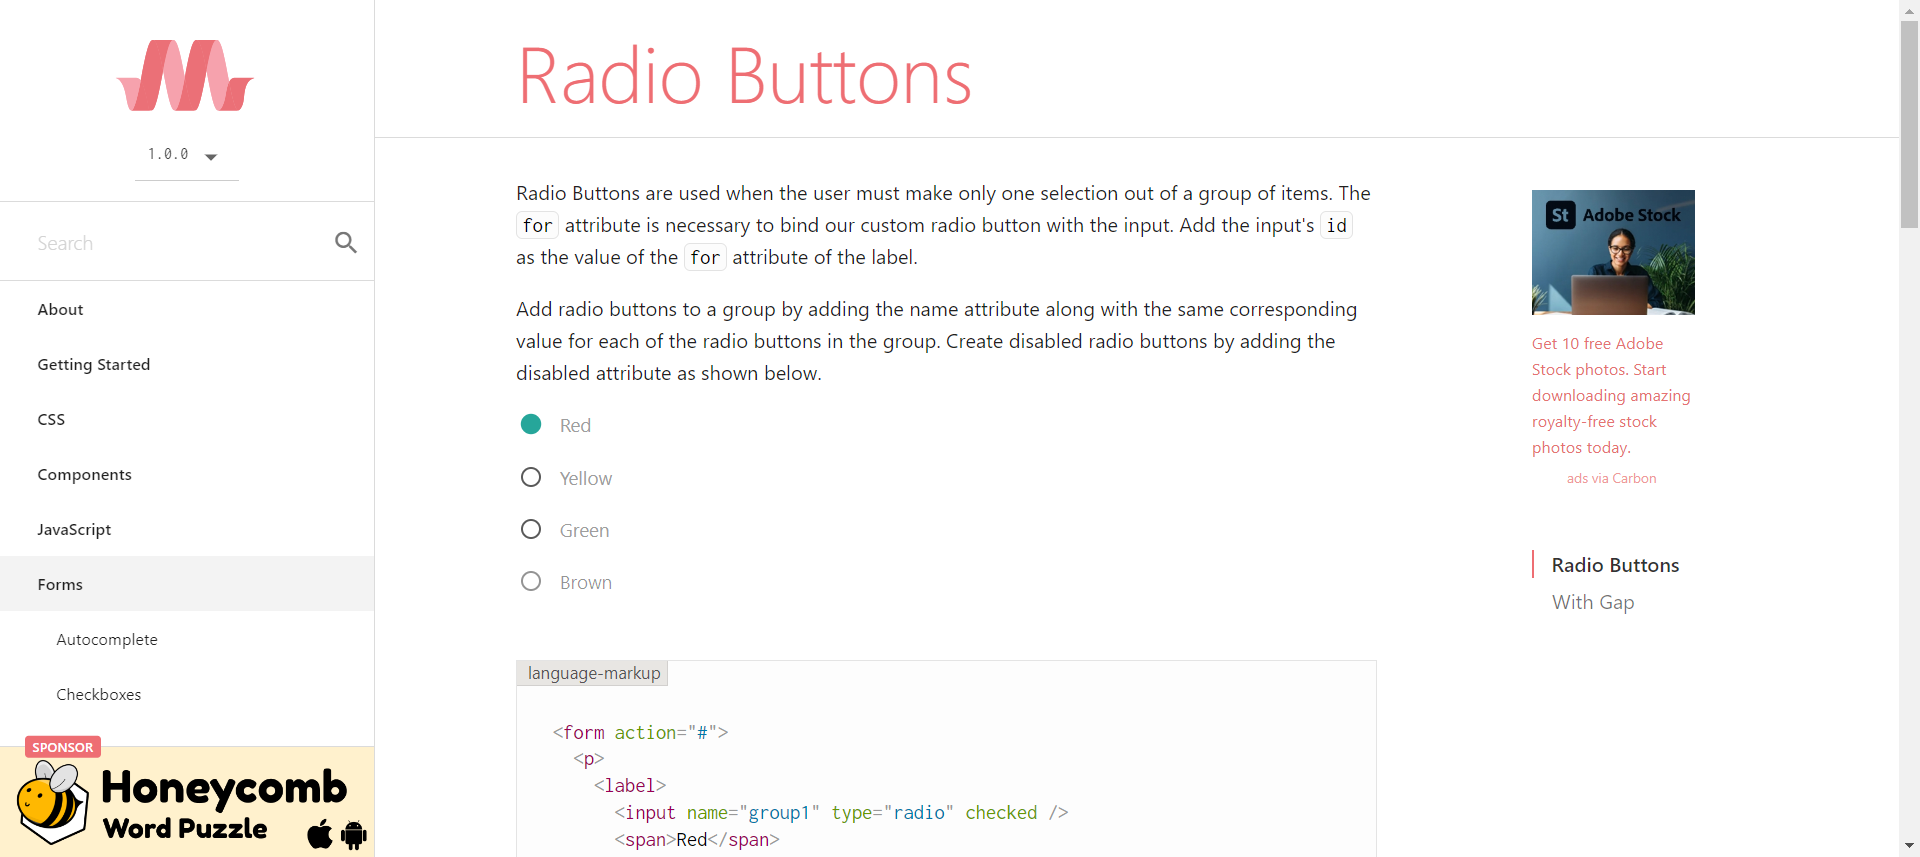 1.0.0
Search
About
Getting Started
CSS
Components
JavaScript
Forms
Autocomplete
Checkboxes
SPONSOR
Honeycomb
Word Puzzle
Radio Buttons
Radio Buttons are used when the user must make only one selection out of a group of items. The
for attribute is necessary to bind our custom radio button with the input. Add the input's id
as the value of the for attribute of the label.
Add radio buttons to a group by adding the name attribute along with the same corresponding
value for each of the radio buttons in the group. Create disabled radio buttons by adding the
disabled attribute as shown below.
Red
Yellow
Green
Brown
language-markup
<form action="#">
<p>
<label>
<input name="group1" type="radio" checked />
<span>Red</span>
St Adobe Stock
Get 10 free Adobe
Stock photos. Start
downloading amazing
royalty-free stock
photos today.
ads via Carbon
Radio Buttons
With Gap